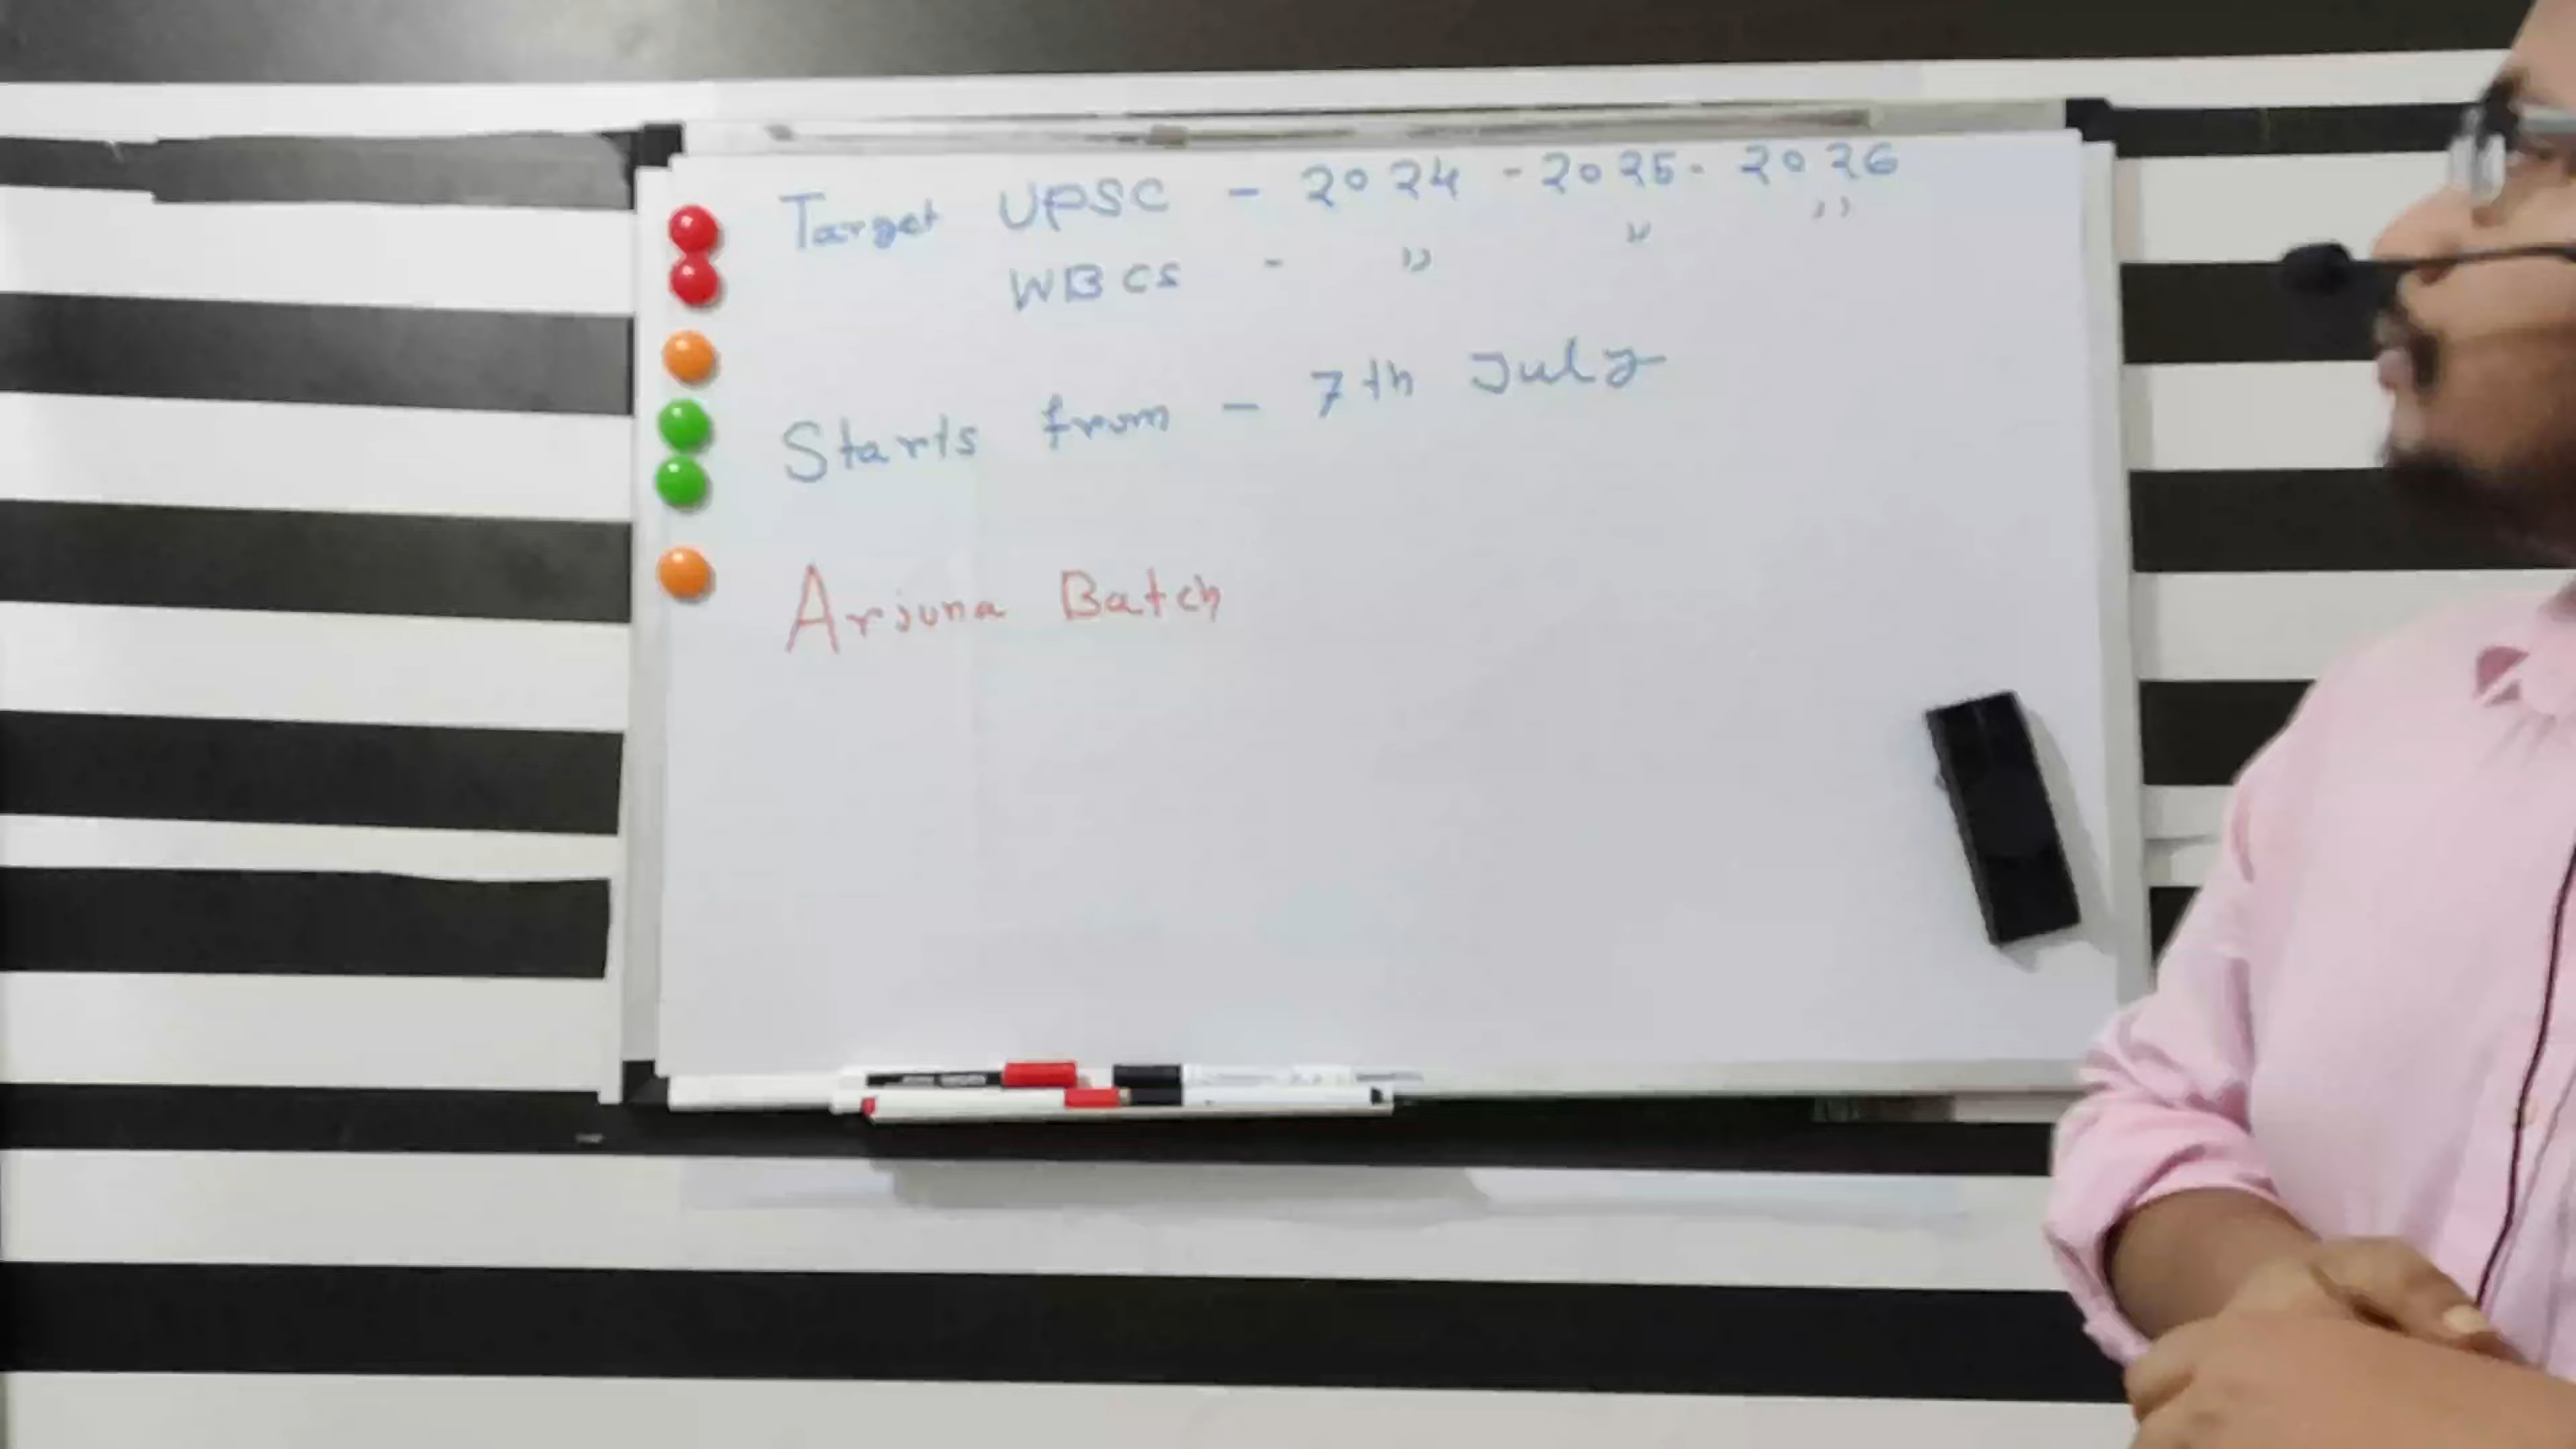 Target UPSC - 2024 - 2025 - 2026
WBCS - " " "
Starts from - 7th July
Arjuna Batch